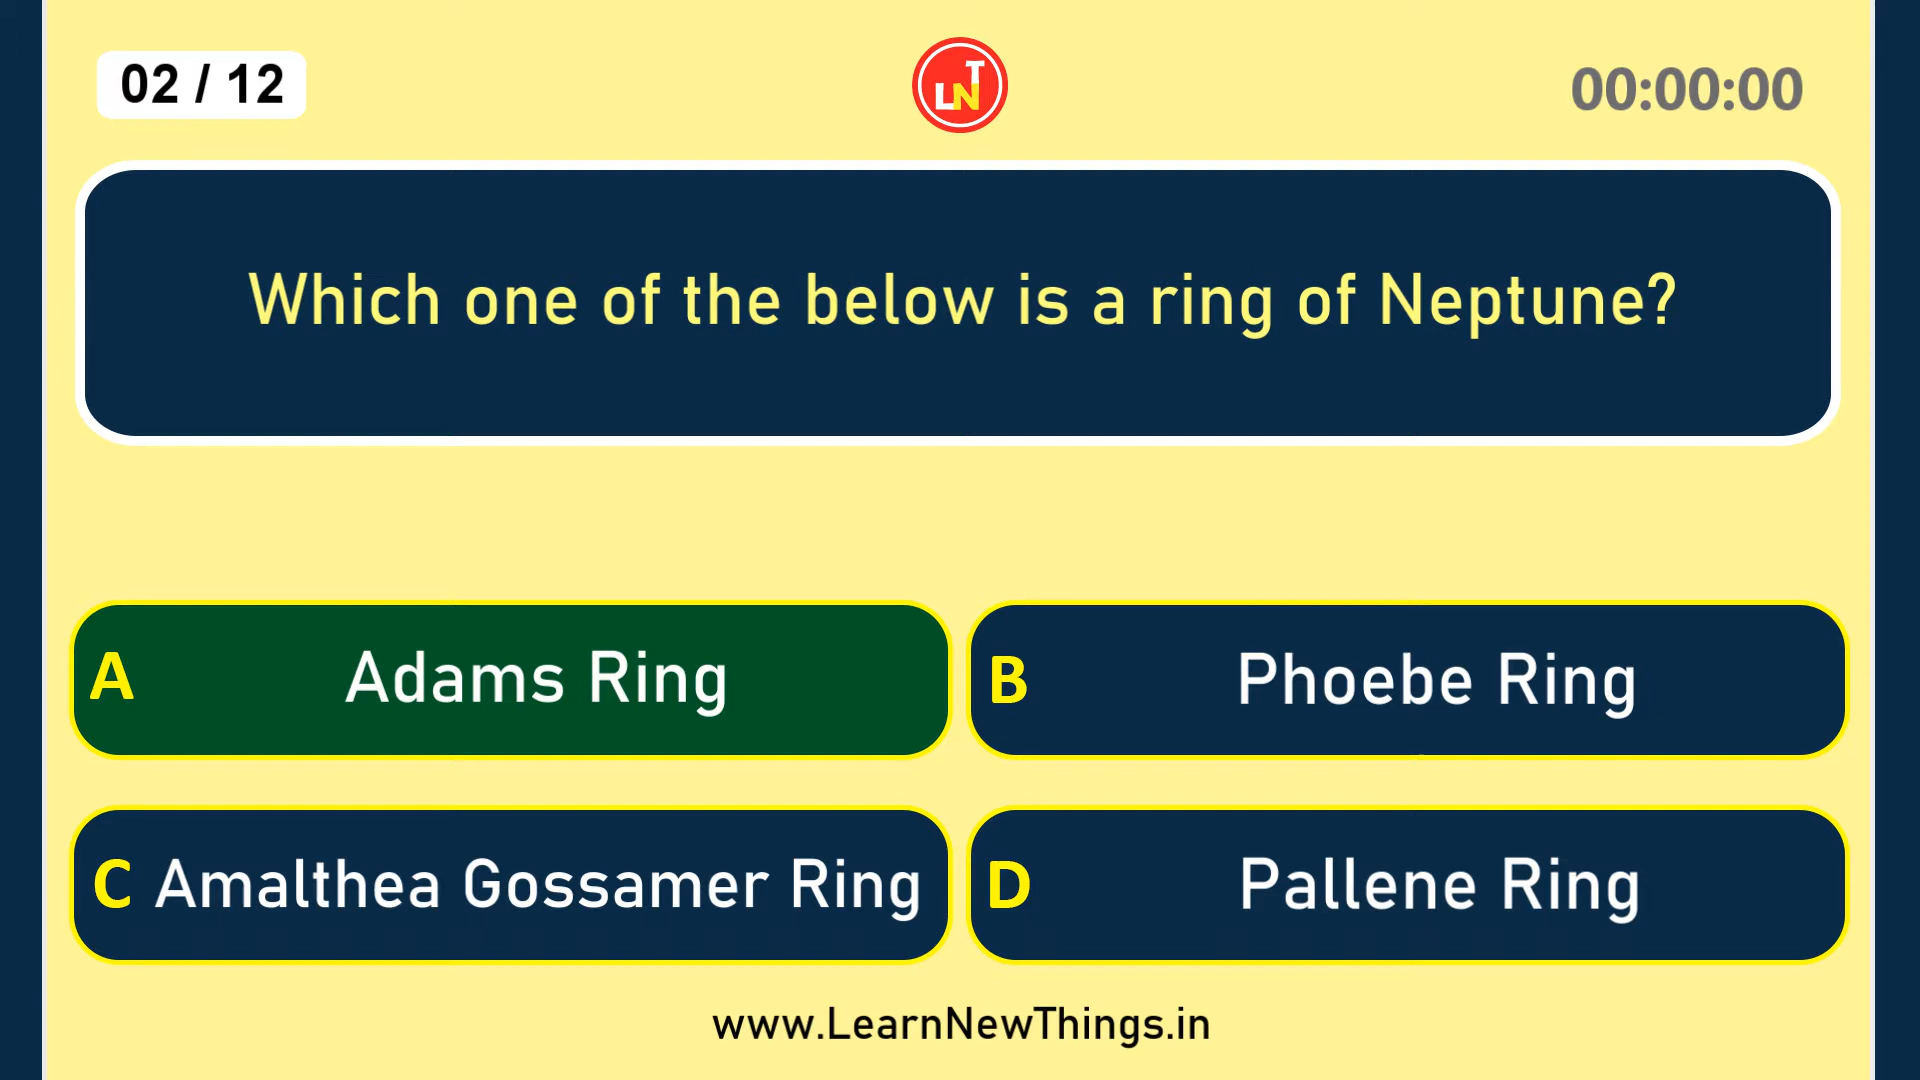 02 / 12
LNT
00:00:00
Which one of the below is a ring of Neptune?
A Adams Ring
B Phoebe Ring
C Amalthea Gossamer Ring
D Pallene Ring
www.LearnNewThings.in